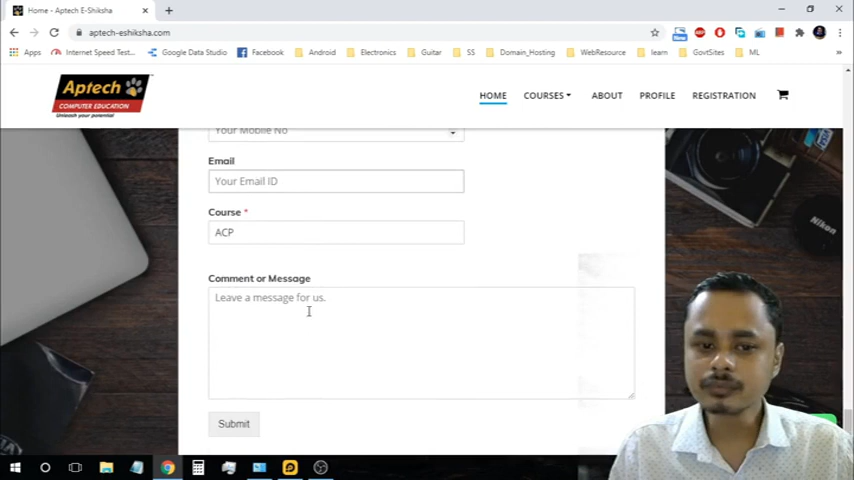 Home - Aptech E-Shiksha
aptech-eshiksha.com
New
Apps
Internet Speed Test...
Google Data Studio
Facebook
Android
Electronics
Guitar
SS
Domain_Hosting
WebResource
learn
GovtSites
ML
Aptech
COMPUTER EDUCATION
Unleash your potential
HOME
COURSES
ABOUT
PROFILE
REGISTRATION
Your Mobile No
Email
Your Email ID
Course *
ACP
Comment or Message
Leave a message for us.
Submit
Nikon